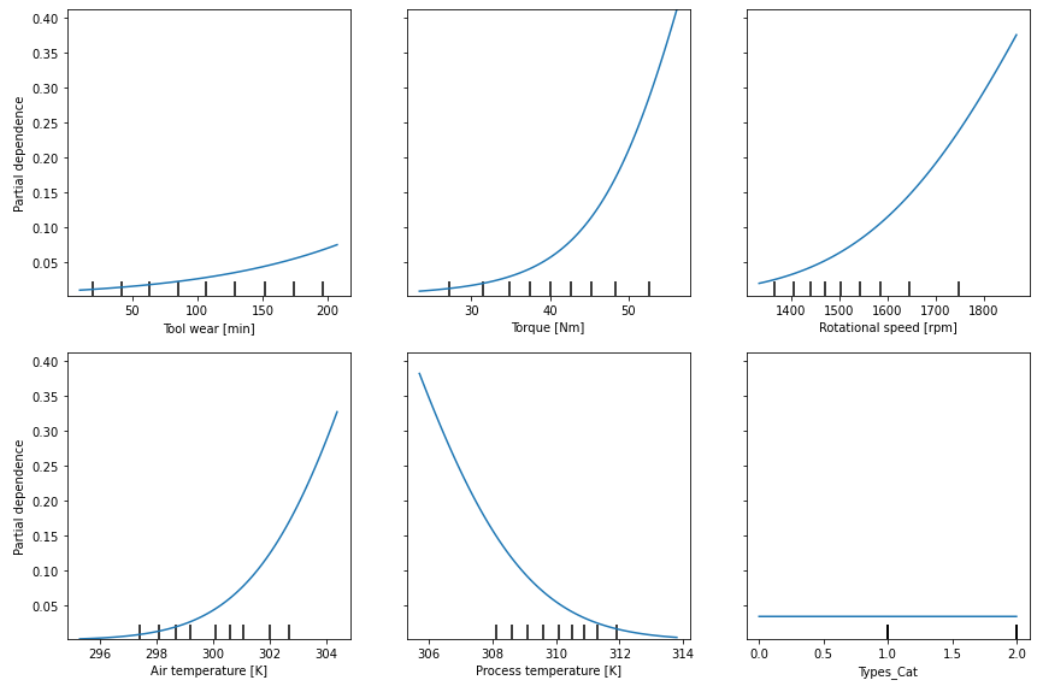 0.40
0.35
0.30
0.25
0.20
0.15
0.10
0.05
Partial dependence
50 100 150 200
Tool wear [min]
30 40 50
Torque [Nm]
1400 1500 1600 1700 1800
Rotational speed [rpm]
0.40
0.35
0.30
0.25
0.20
0.15
0.10
0.05
Partial dependence
296 298 300 302 304
Air temperature [K]
306 308 310 312 314
Process temperature [K]
0.0 0.5 1.0 1.5 2.0
Types_Cat